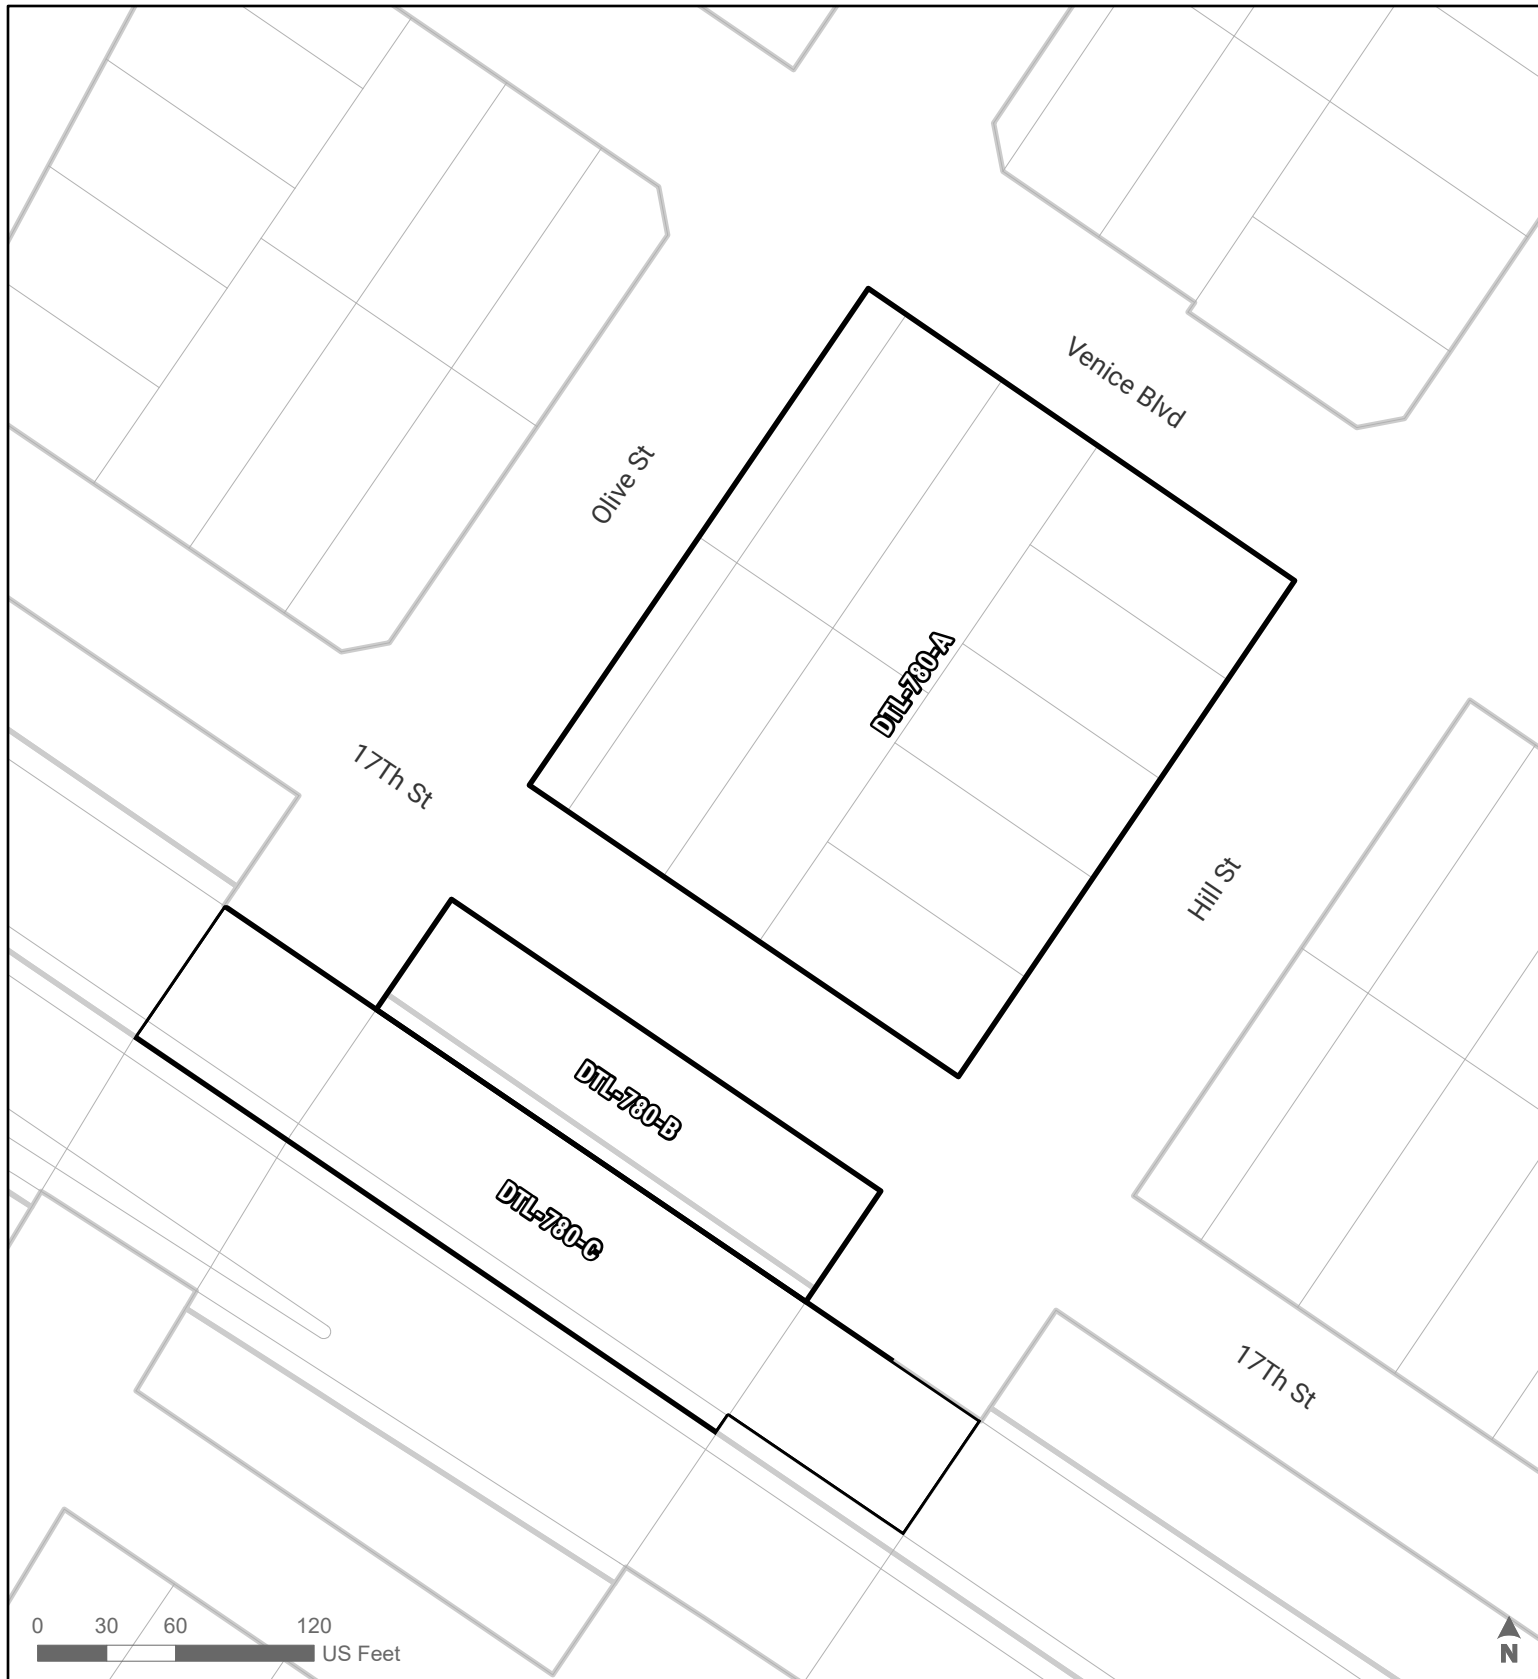 Venice Blvd
Olive St
DTL-780-A
17Th St
Hill St
DTL-780-B
DTL-780-C
17Th St
0 30 60 120
US Feet
N